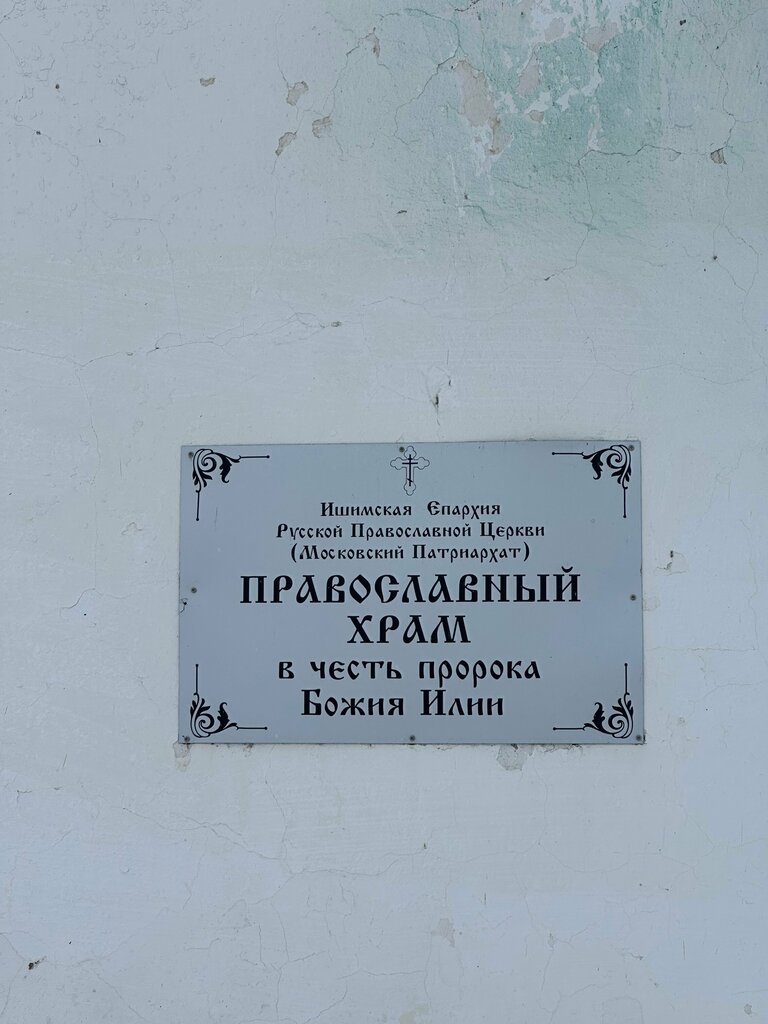 Ишимская Епархия
Русской Православной Церкви
(Московский Патриархат)
ПРАВОСЛАВНЫЙ
ХРАМ
в честь пророка
Божия Илии